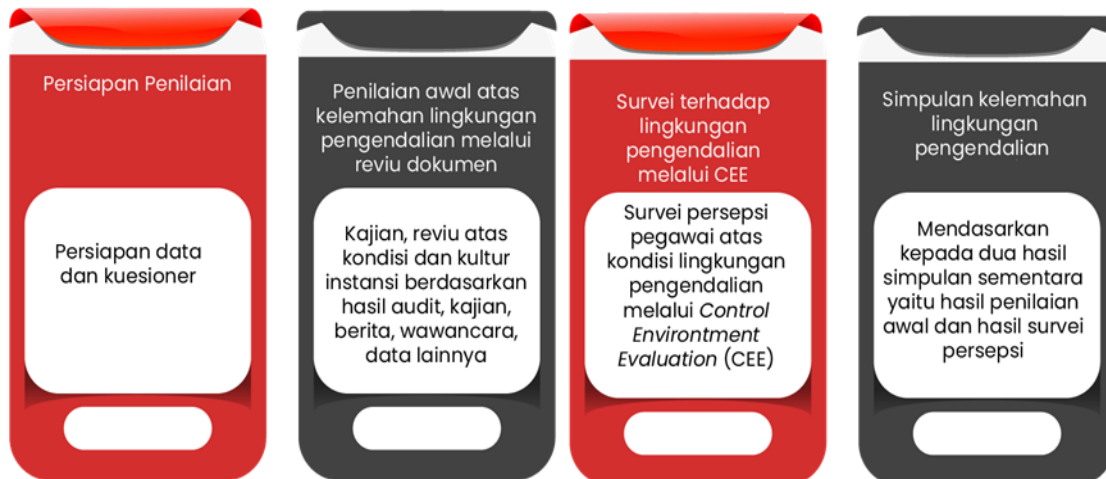 Persiapan Penilaian
Persiapan data
dan kuesioner
Penilaian awal atas
kelemahan lingkungan
pengendalian melalui
reviu dokumen
Kajian, reviu atas
kondisi dan kultur
instansi berdasarkan
hasil audit, kajian,
berita, wawancara,
data lainnya
Survei terhadap
lingkungan
pengendalian
melalui CEE
Survei persepsi
pegawai atas
kondisi lingkungan
pengendalian
melalui Control
Environtment
Evaluation (CEE)
Simpulan kelemahan
lingkungan
pengendalian
Mendasarkan
kepada dua hasil
simpulan sementara
yaitu hasil penilaian
awal dan hasil survei
persepsi